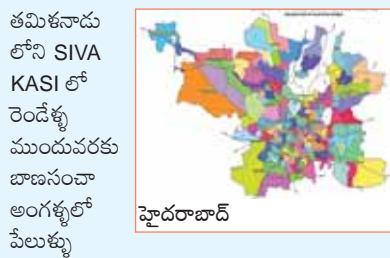 తమిళనాడు
లోని SIVA
KASI లో
రెండేళ్ళ
ముందువరకు
బాణసంచా
అంగళ్ళలో
పేలుళ్ళు
హైదరాబాద్